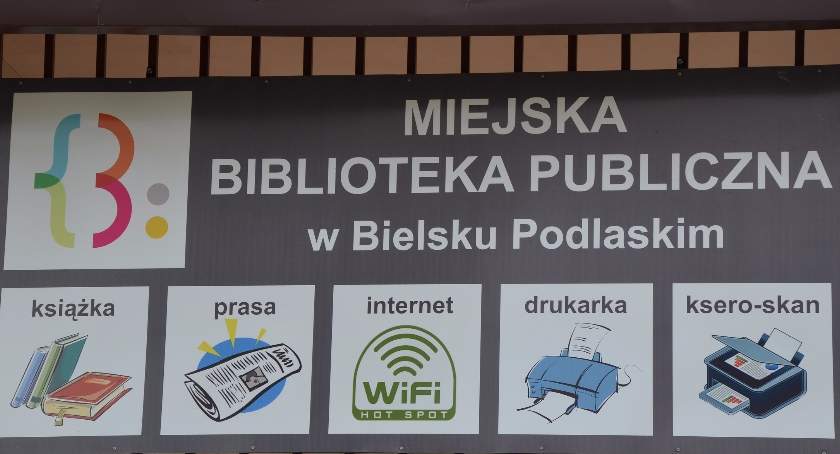 MIEJSKA
BIBLIOTEKA PUBLICZNA
w Bielsku Podlaskim
książka
prasa
internet
drukarka
ksero-skan
WiFi
HOT SPOT